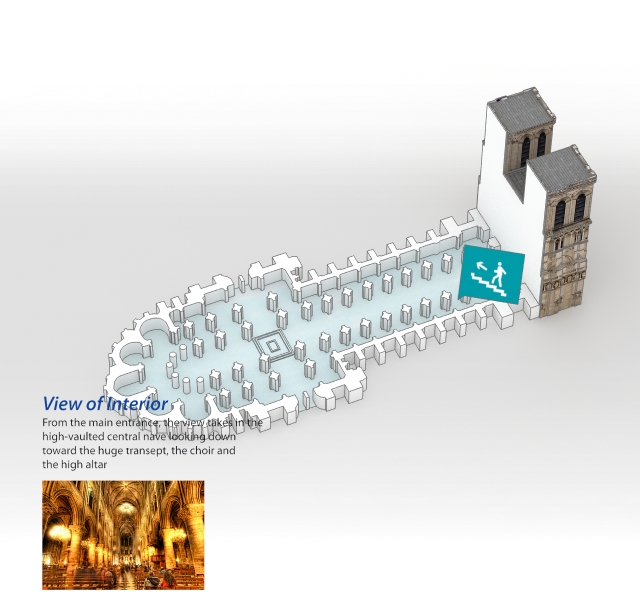 View of Interior
From the main entrance, the view takes in the
high-vaulted central nave looking down
toward the huge transept, the choir and
the high altar